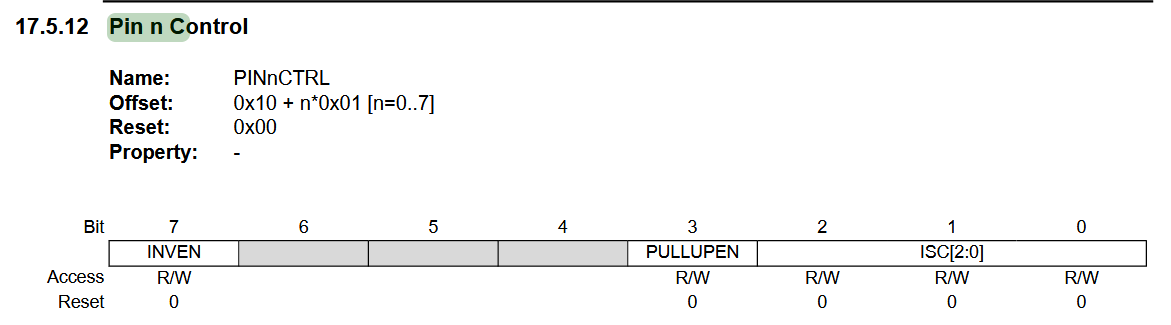 17.5.12 Pin n Control
Name: PINnCTRL
Offset: 0x10 + n*0x01 [n=0..7]
Reset: 0x00
Property: -
Bit 7 6 5 4 3 2 1 0
INVEN PULLUPEN ISC[2:0]
Access R/W R/W R/W R/W R/W
Reset 0 0 0 0 0